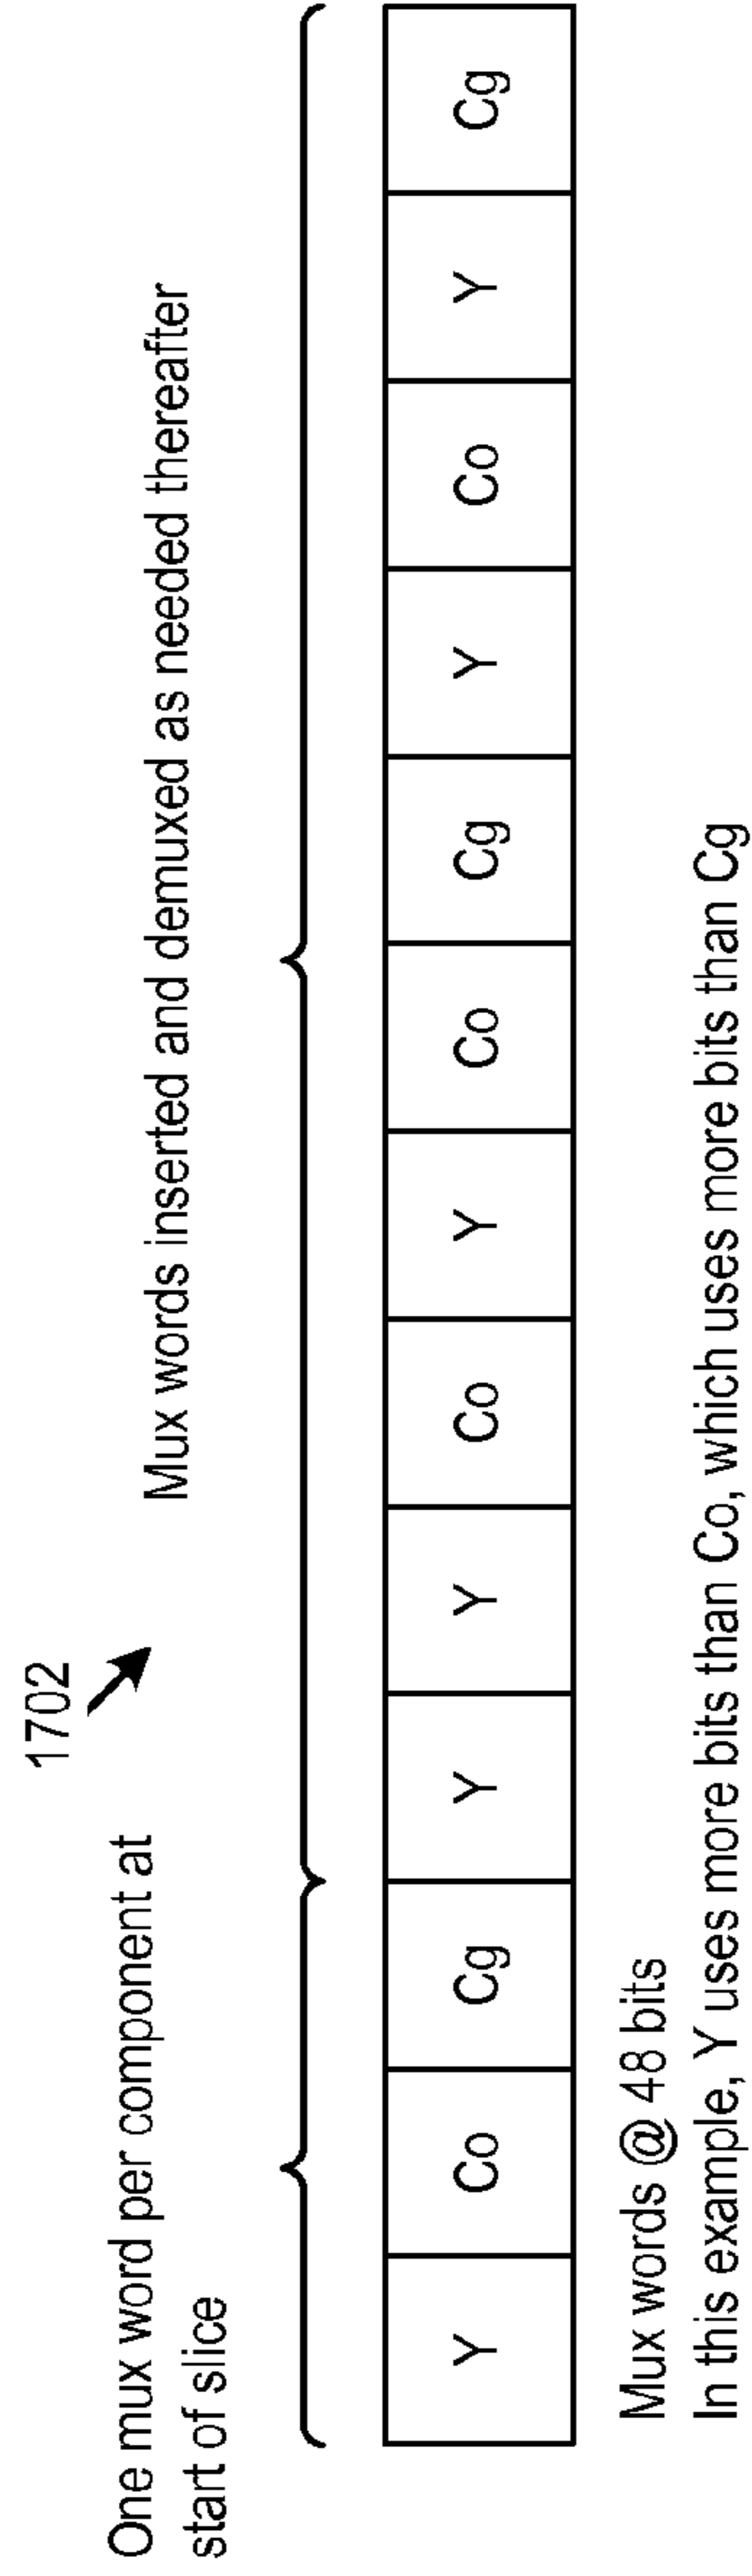 1702
One mux word per component at
start of slice
Mux words inserted and demuxed as needed thereafter
Y
Co
Cg
Y
Y
Co
Y
Co
Cg
Y
Co
Y
Cg
Mux words @ 48 bits
In this example, Y uses more bits than Co, which uses more bits than Cg